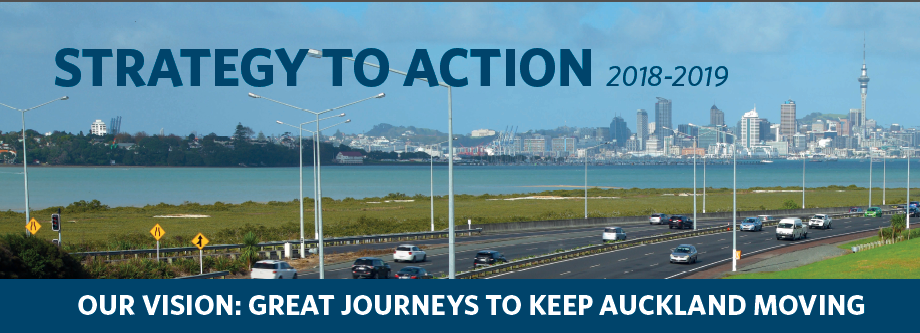 STRATEGY TO ACTION 2018-2019
OUR VISION: GREAT JOURNEYS TO KEEP AUCKLAND MOVING